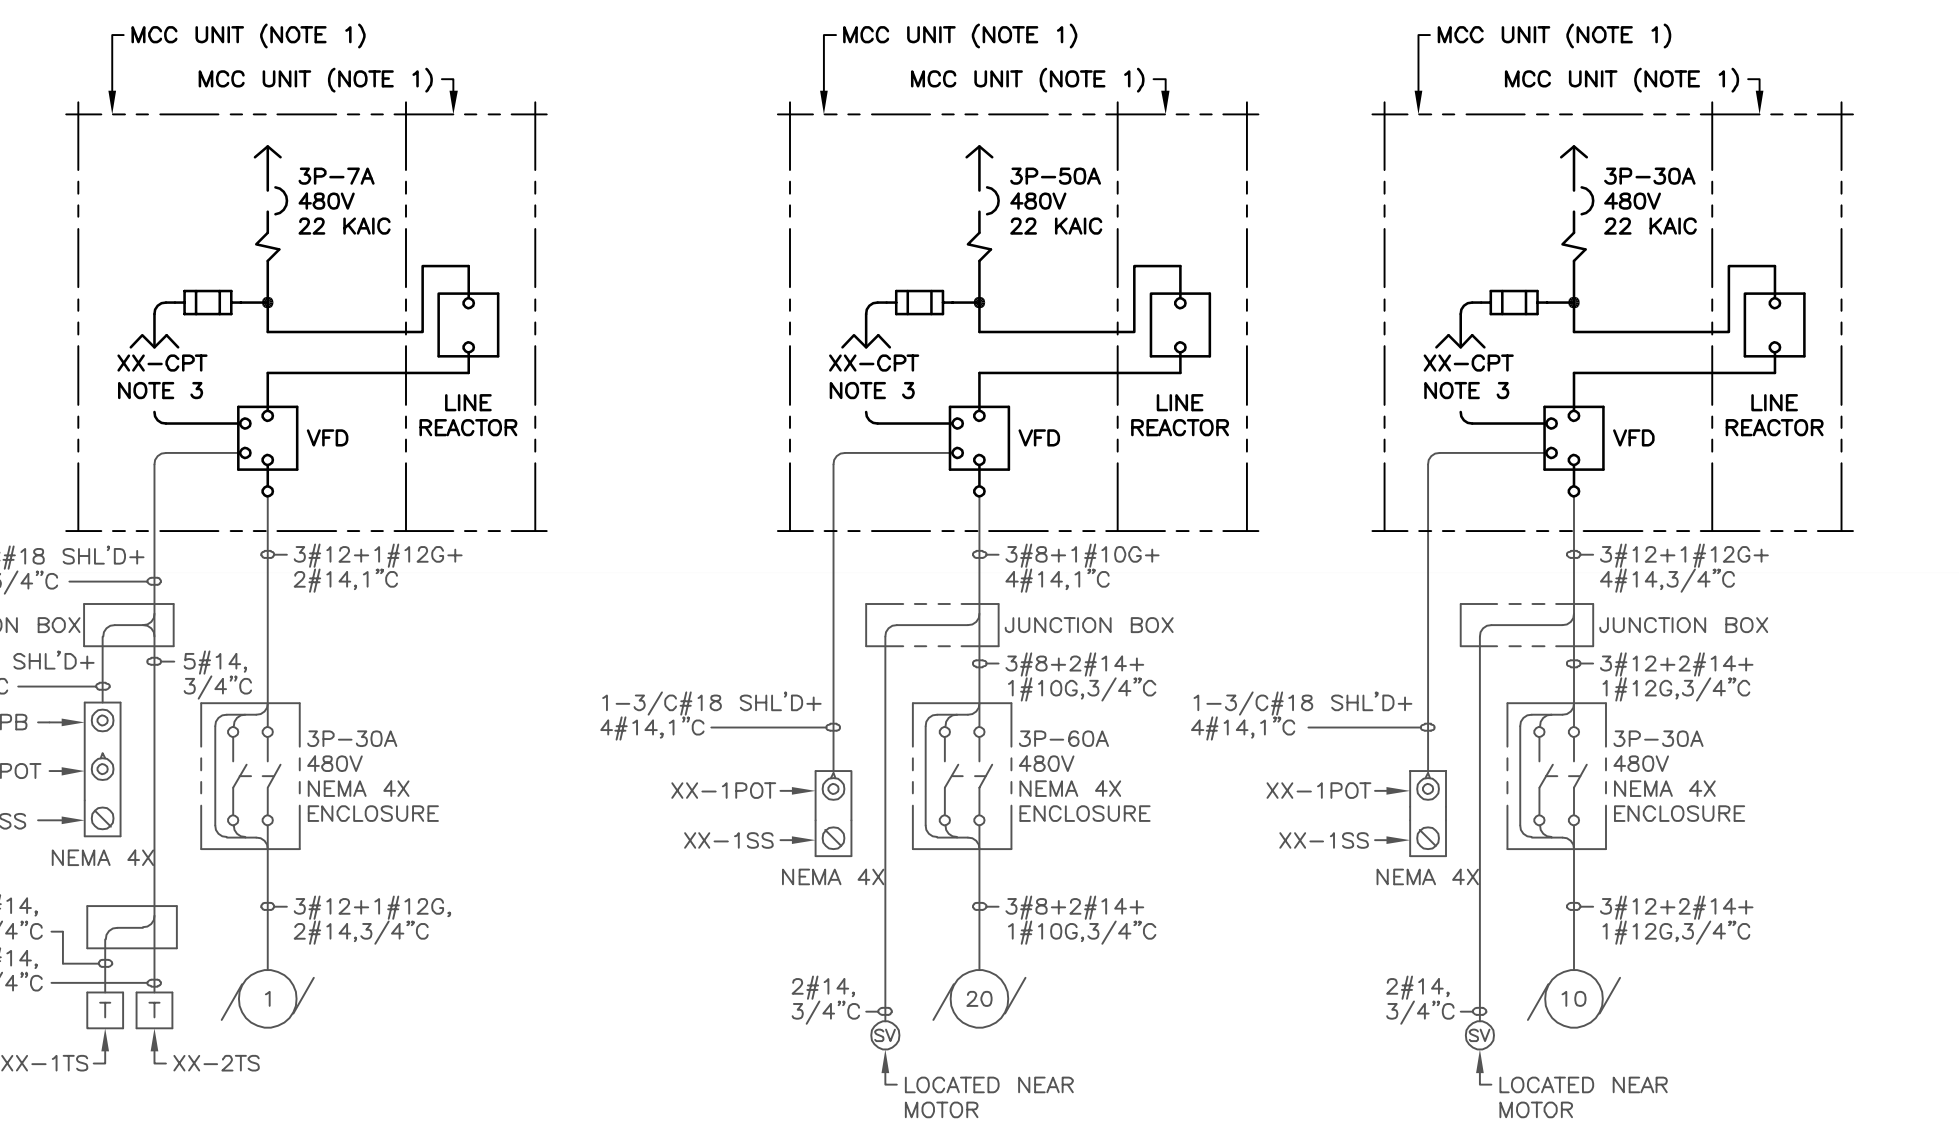 MCC UNIT (NOTE 1)
MCC UNIT (NOTE 1)
3P-7A
480V
22 KAIC
XX-CPT
NOTE 3
LINE
REACTOR
VFD
#18 SHL'D+
/4"C
3#12+1#12G+
2#14,1"C
ON BOX
SHL'D+
C
5#14,
3/4"C
PB
POT
SS
NEMA 4X
3P-30A
480V
NEMA 4X
ENCLOSURE
#14,
/4"C
#14,
/4"C
3#12+1#12G,
2#14,3/4"C
T
T
1
XX-1TS
XX-2TS
MCC UNIT (NOTE 1)
MCC UNIT (NOTE 1)
3P-50A
480V
22 KAIC
XX-CPT
NOTE 3
LINE
REACTOR
VFD
3#8+1#10G+
4#14,1"C
JUNCTION BOX
3#8+2#14+
1#10G,3/4"C
1-3/C#18 SHL'D+
4#14,1"C
XX-1POT
XX-1SS
NEMA 4X
3P-60A
480V
NEMA 4X
ENCLOSURE
3#8+2#14+
1#10G,3/4"C
20
2#14,
3/4"C
SV
LOCATED NEAR
MOTOR
MCC UNIT (NOTE 1)
MCC UNIT (NOTE 1)
3P-30A
480V
22 KAIC
XX-CPT
NOTE 3
LINE
REACTOR
VFD
3#12+1#12G+
4#14,3/4"C
JUNCTION BOX
3#12+2#14+
1#12G,3/4"C
1-3/C#18 SHL'D+
4#14,1"C
XX-1POT
XX-1SS
NEMA 4X
3P-30A
480V
NEMA 4X
ENCLOSURE
3#12+2#14+
1#12G,3/4"C
10
2#14,
3/4"C
SV
LOCATED NEAR
MOTOR